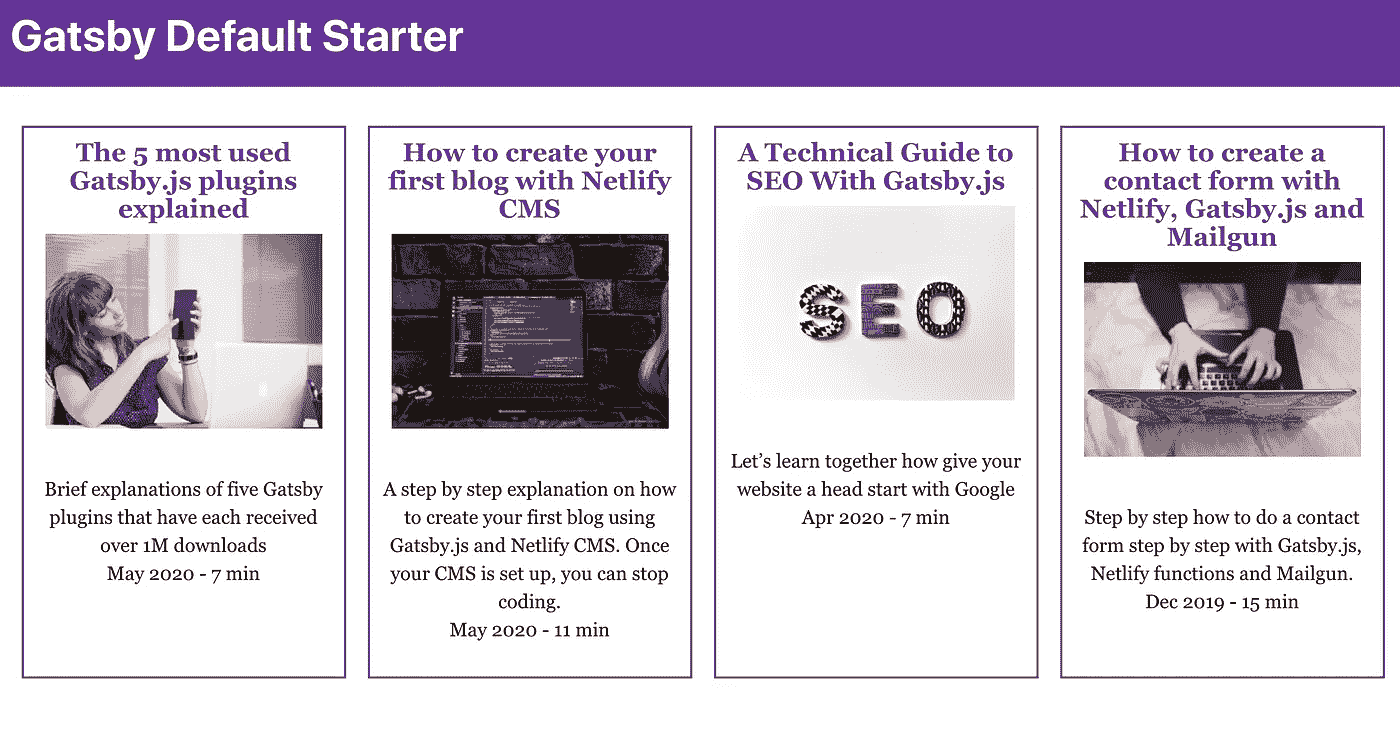 Gatsby Default Starter
The 5 most used
Gatsby.js plugins
explained
Brief explanations of five Gatsby
plugins that have each received
over 1M downloads
May 2020 - 7 min
How to create your
first blog with Netlify
CMS
A step by step explanation on how
to create your first blog using
Gatsby.js and Netlify CMS. Once
your CMS is set up, you can stop
coding.
May 2020 - 11 min
A Technical Guide to
SEO With Gatsby.js
SEO
Let’s learn together how give your
website a head start with Google
Apr 2020 - 7 min
How to create a
contact form with
Netlify, Gatsby.js and
Mailgun
Step by step how to do a contact
form step by step with Gatsby.js,
Netlify functions and Mailgun.
Dec 2019 - 15 min